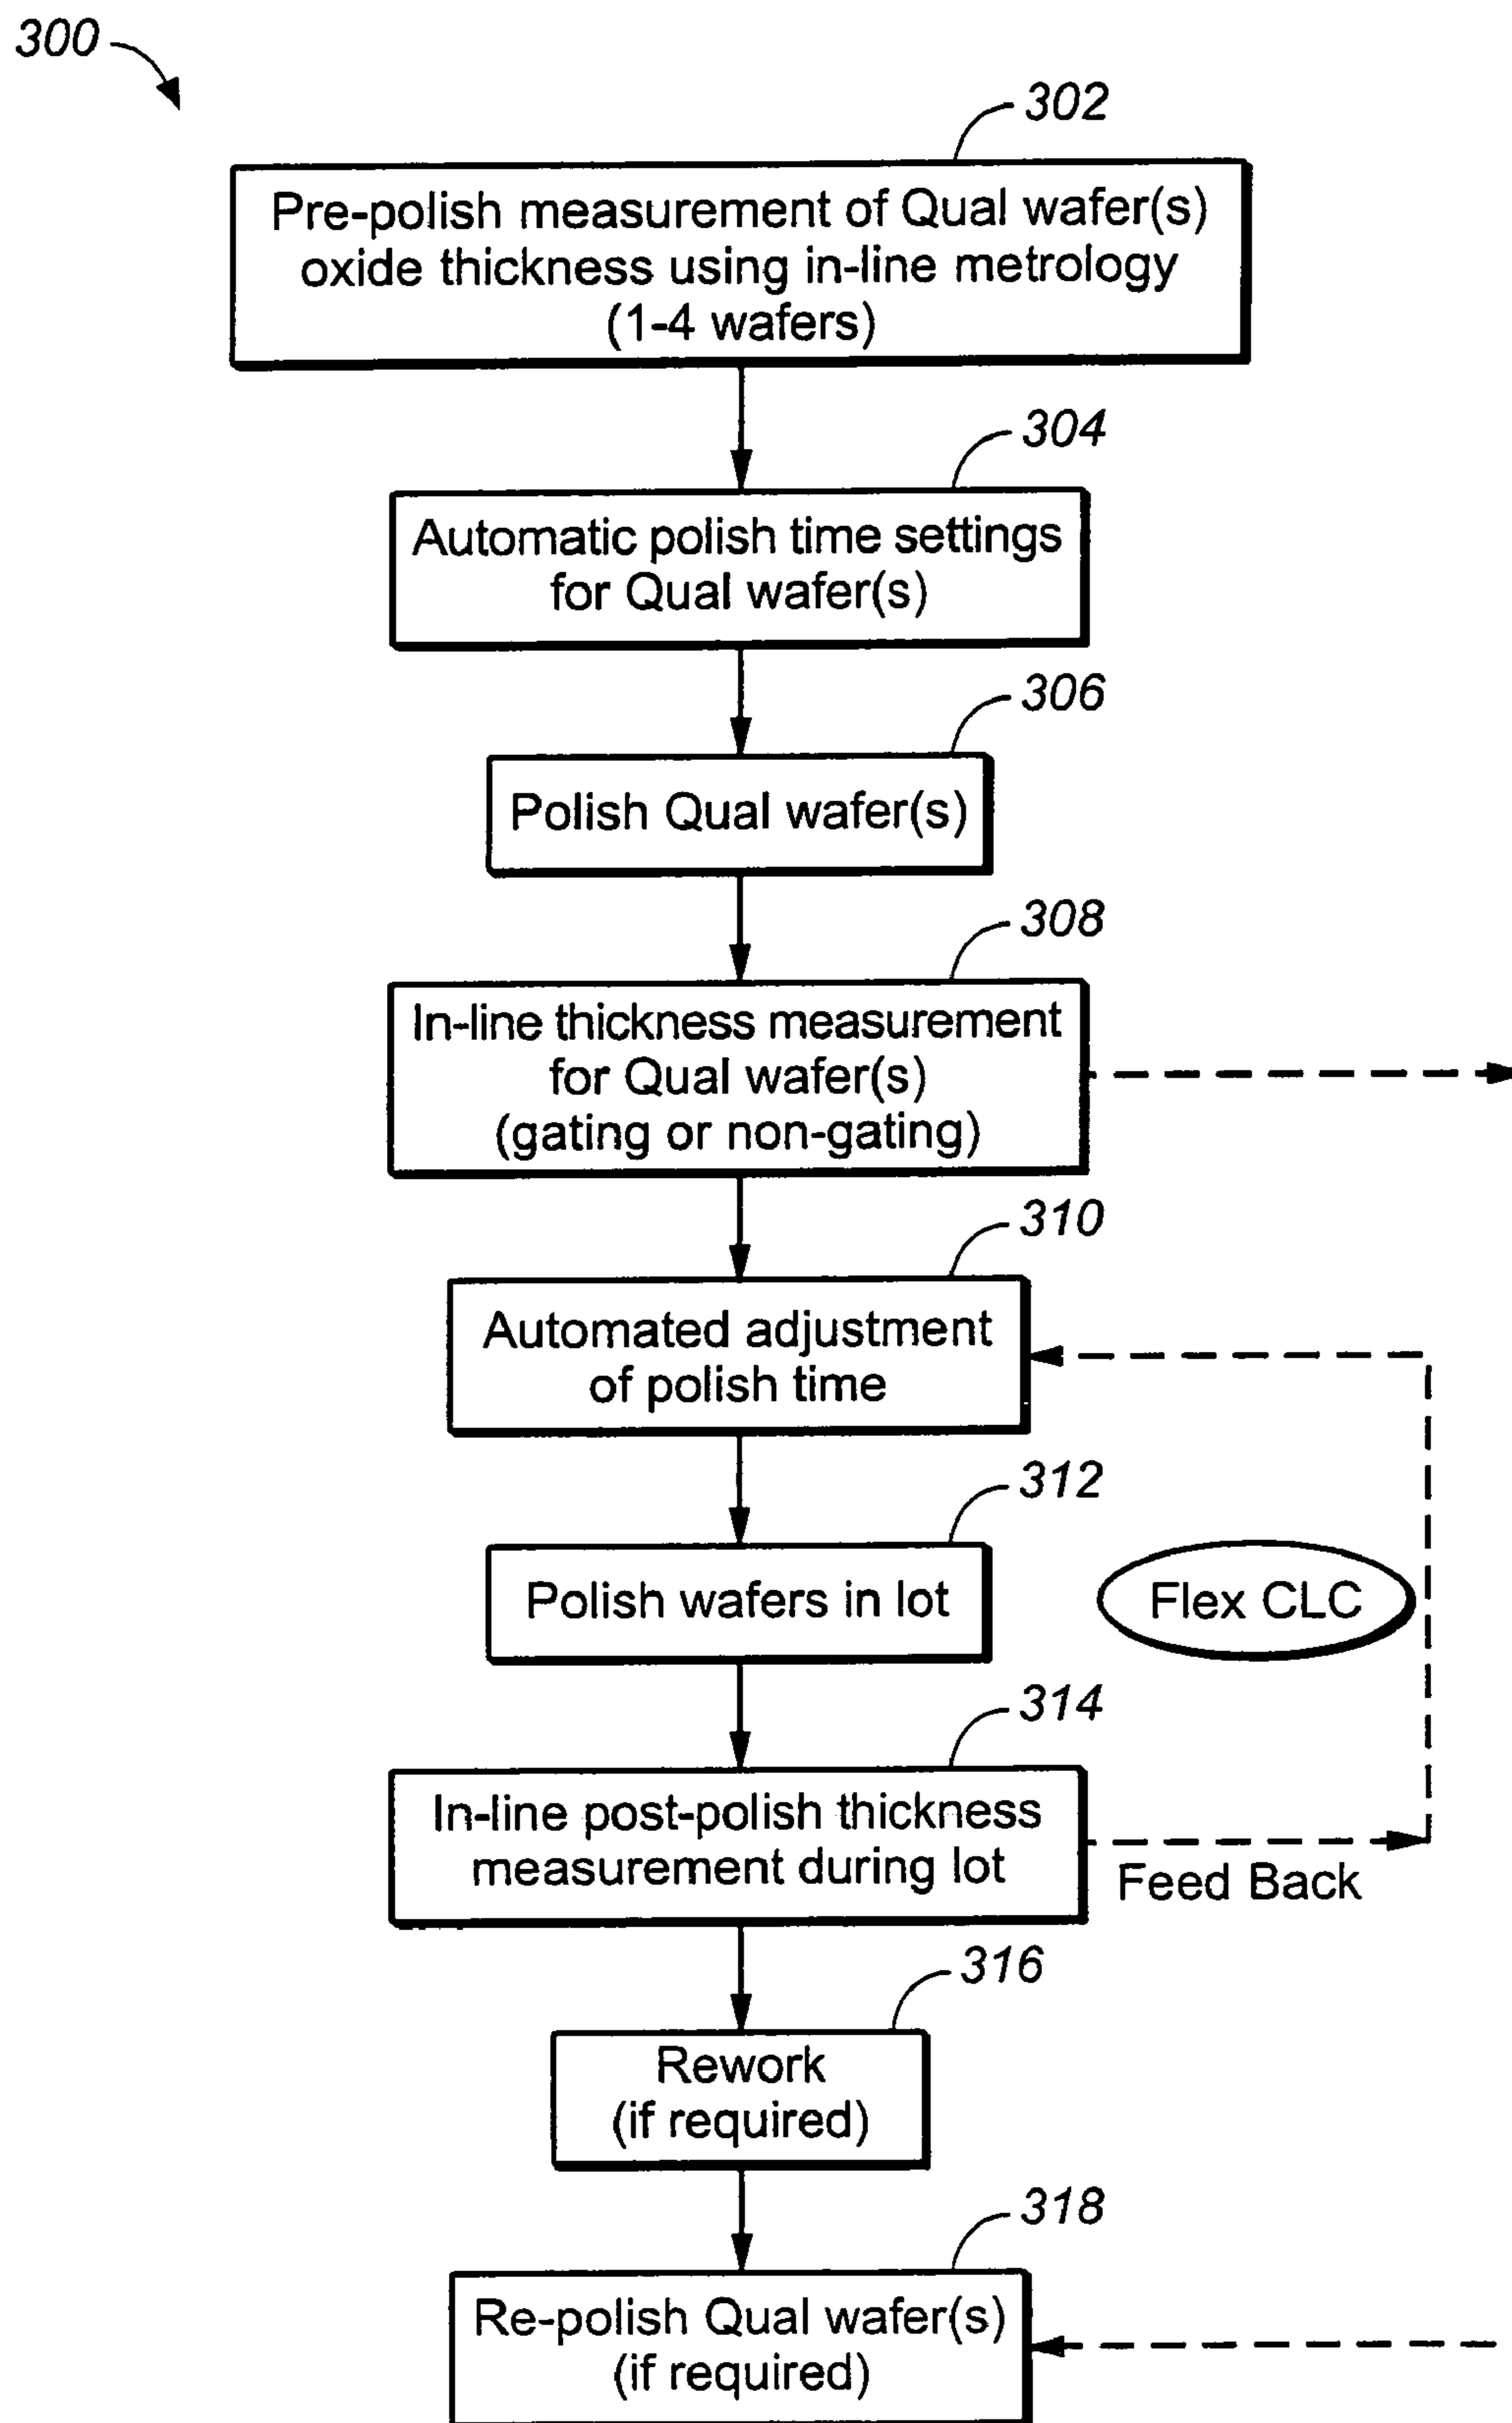 300
302
Pre-polish measurement of Qual wafer(s)
oxide thickness using in-line metrology
(1-4 wafers)
304
Automatic polish time settings
for Qual wafer(s)
306
Polish Qual wafer(s)
308
In-line thickness measurement
for Qual wafer(s)
(gating or non-gating)
310
Automated adjustment
of polish time
312
Polish wafers in lot
Flex CLC
314
In-line post-polish thickness
measurement during lot
Feed Back
316
Rework
(if required)
318
Re-polish Qual wafer(s)
(if required)